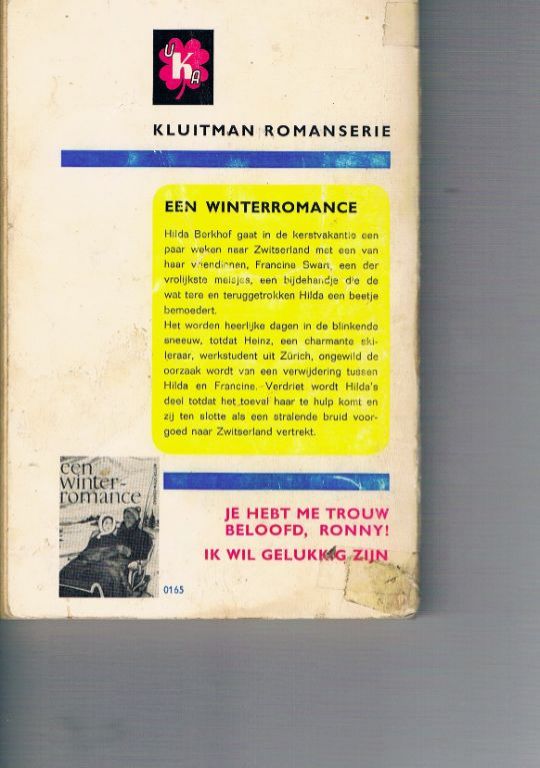 UKA
KLUITMAN ROMANSERIE
EEN WINTERROMANCE
Hilda Berkhof gaat in de kerstvakantie een
paar weken naar Zwitserland met een van
haar vriendinnen, Francine Swart, een der
vrolijkste meisjes, een bijdehandje die de
wat tere en teruggetrokken Hilda een beetje
bemoedert.
Het worden heerlijke dagen in de blinkende
sneeuw, totdat Heinz, een charmante ski-
leraar, werkstudent uit Zürich, ongewild de
oorzaak wordt van een verwijdering tussen
Hilda en Francine. Verdriet wordt Hilda's
deel totdat het toeval haar te hulp komt en
zij ten slotte als een stralende bruid voor-
goed naar Zwitserland vertrekt.
een
winter-
romance
JE HEBT ME TROUW
BELOOFD, RONNY!
IK WIL GELUKKIG ZIJN
0165